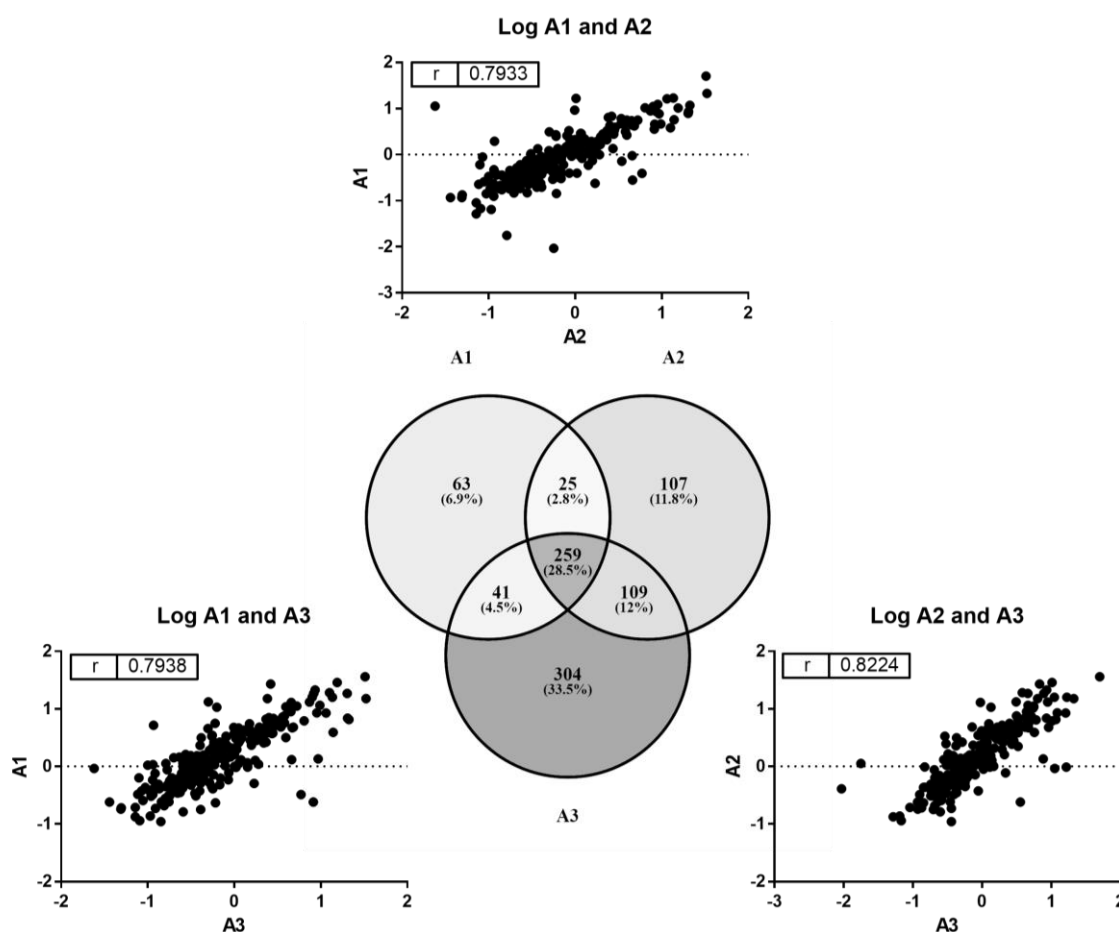 Log A1 and A2
r 0.7933
2
1
0
-1
-2
-3
A1
-2 -1 0 1 2
A2
A1 A2
63
(6.9%)
25
(2.8%)
107
(11.8%)
259
(28.5%)
41
(4.5%)
109
(12%)
304
(33.5%)
A3
Log A1 and A3
r 0.7938
2
1
0
-1
-2
A1
-2 -1 0 1 2
A3
Log A2 and A3
r 0.8224
2
1
0
-1
-2
A2
-3 -2 -1 0 1 2
A3